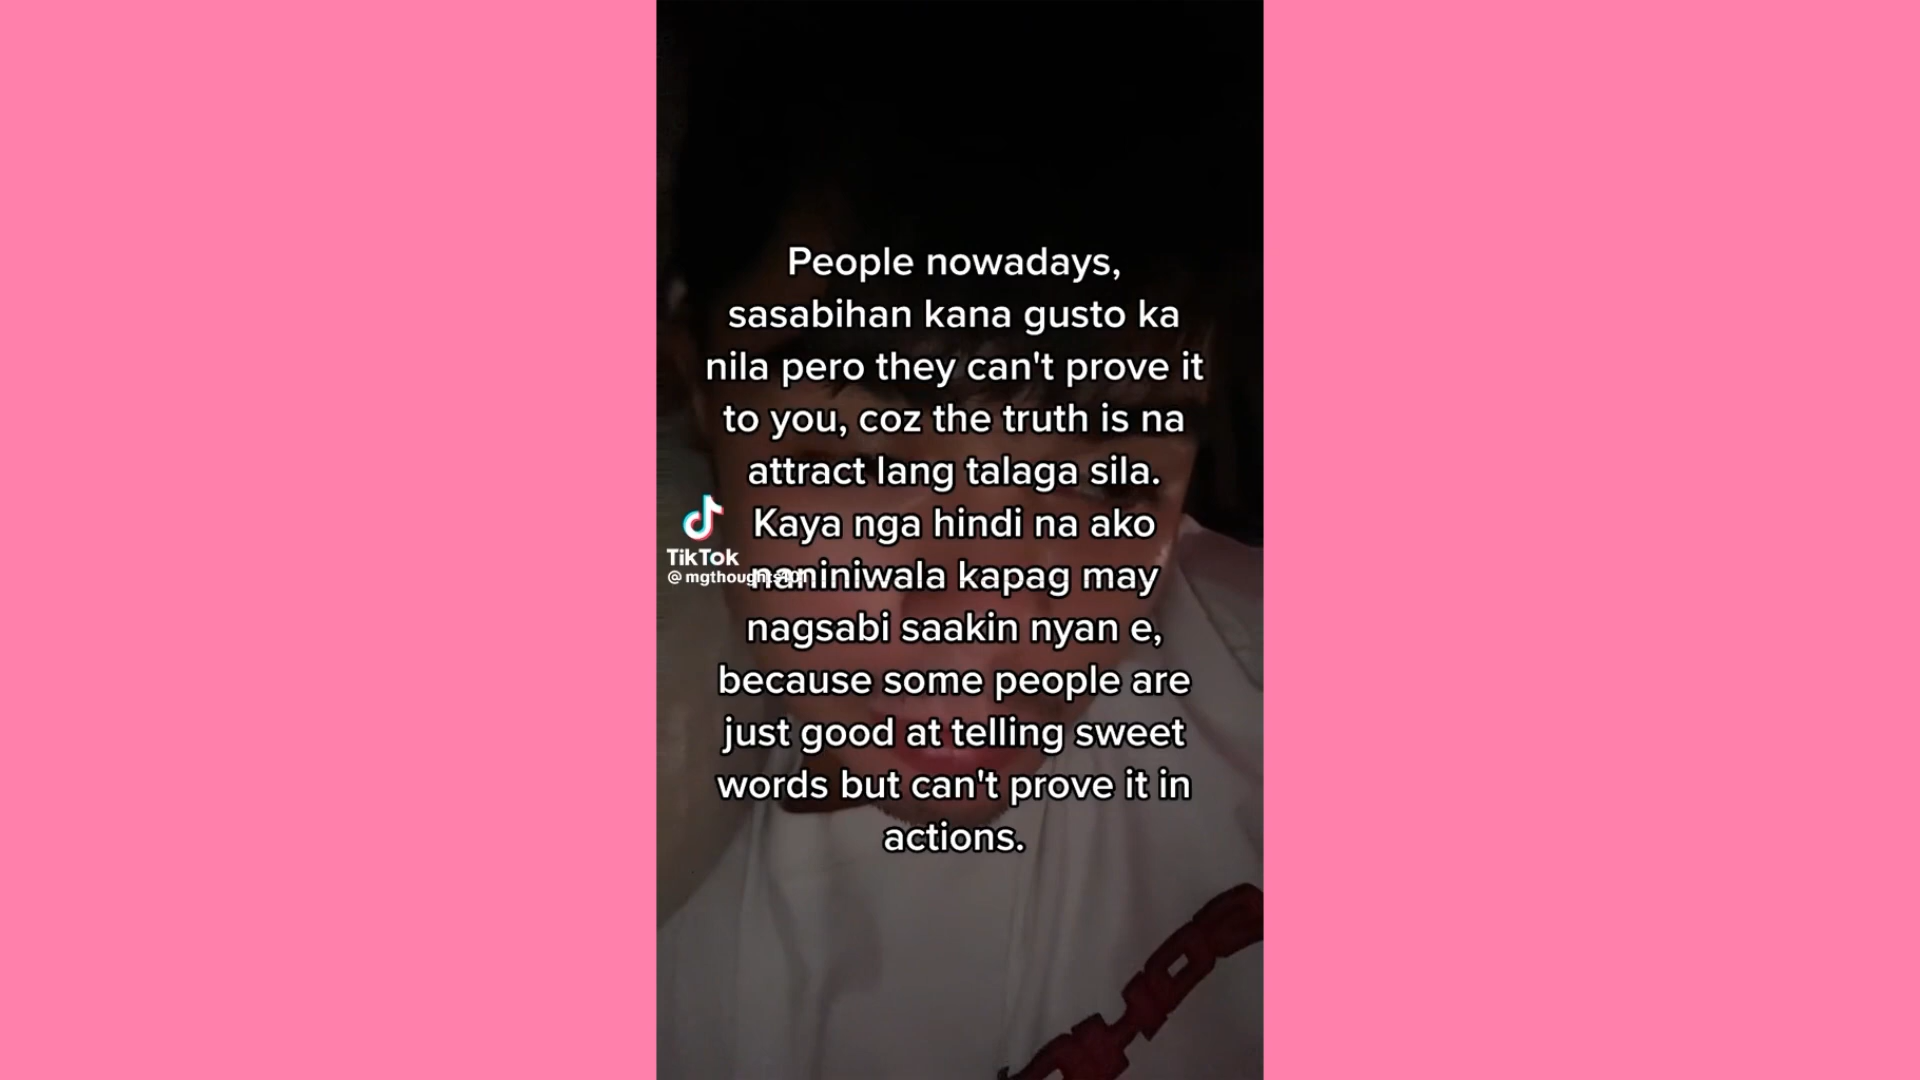 People nowadays,
sasabihan kana gusto ka
nila pero they can't prove it
to you, coz the truth is na
attract lang talaga sila.
Kaya nga hindi na ako
naniniwala kapag may
nagsabi saakin nyan e,
because some people are
just good at telling sweet
words but can't prove it in
actions.
TikTok
@mgthoughts101